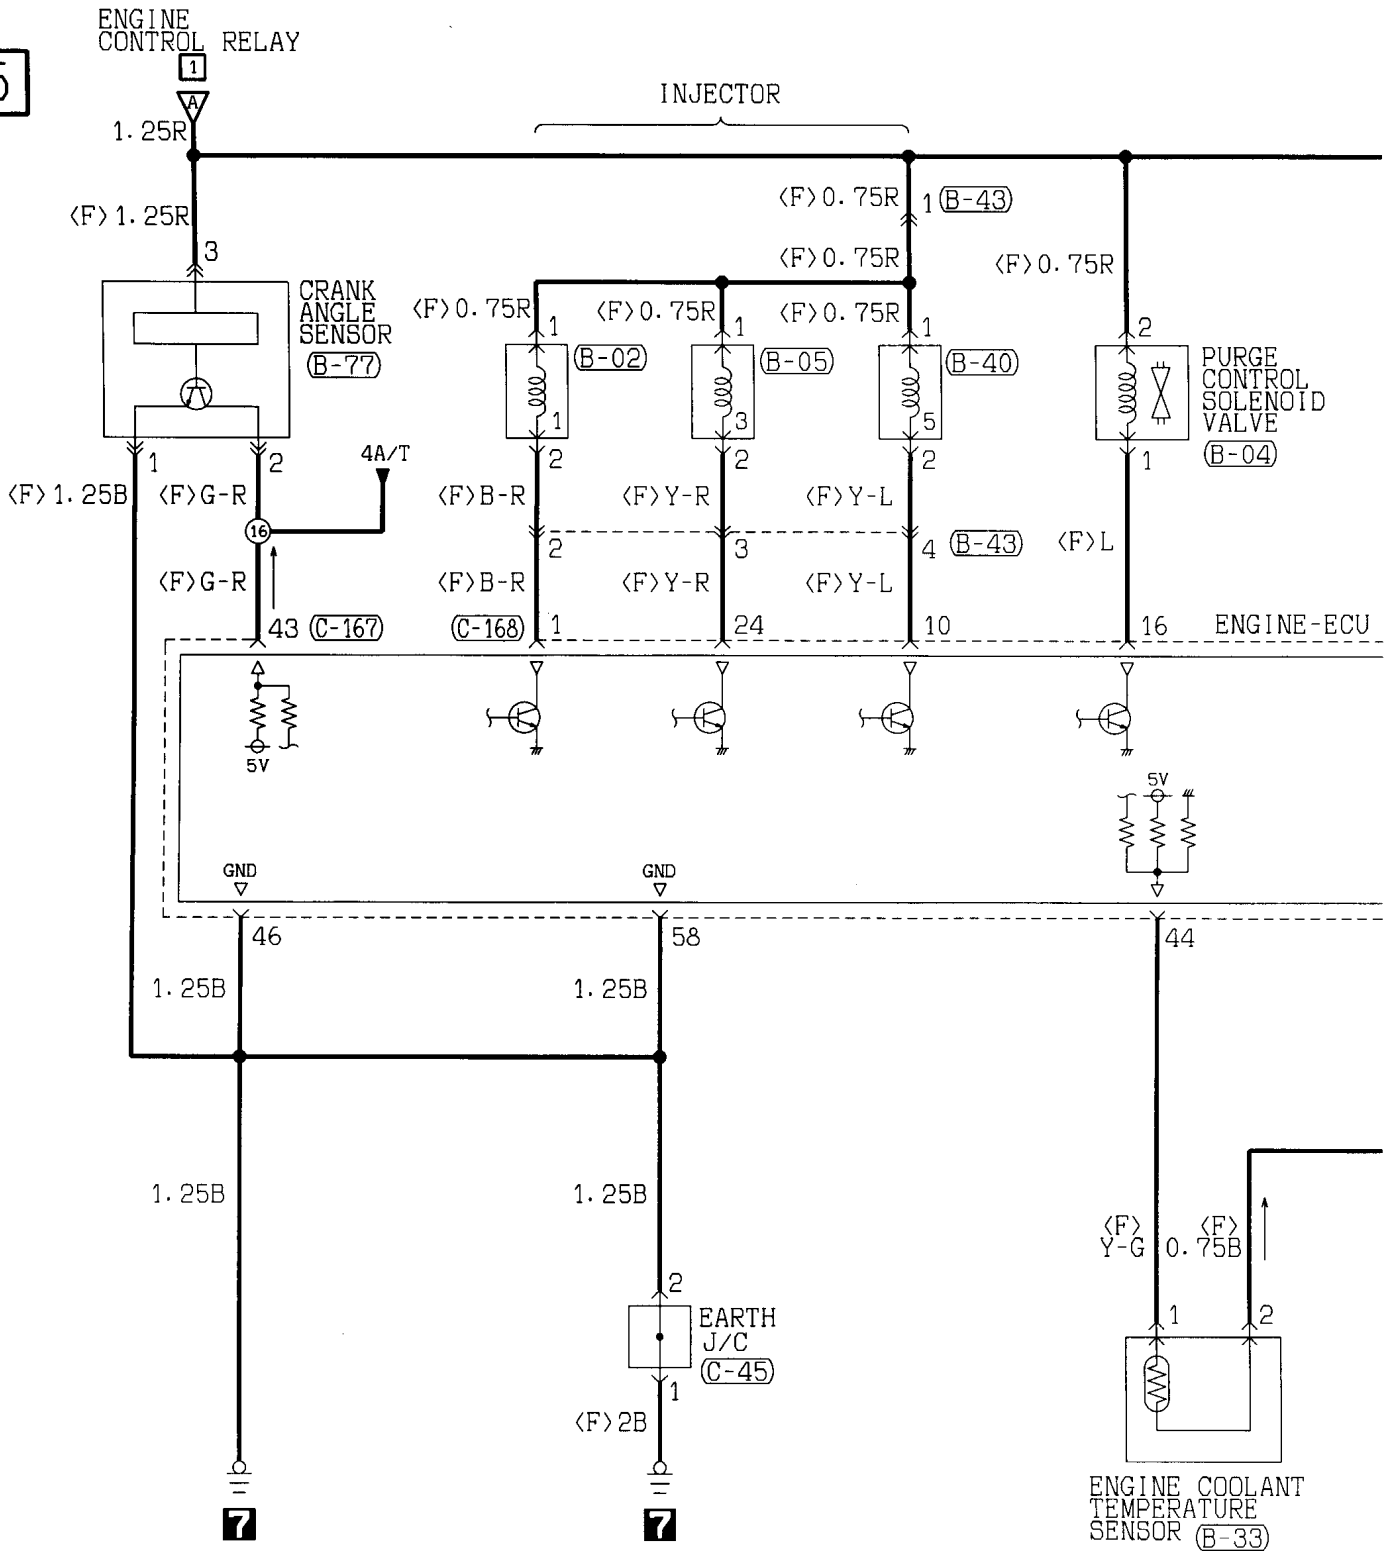 ENGINE
CONTROL RELAY
1
A
1.25R
INJECTOR
<F>1.25R
3
<F>0.75R
1
B-43
<F>0.75R
<F>0.75R
CRANK
ANGLE
SENSOR
B-77
<F>0.75R
<F>0.75R
<F>0.75R
1
1
1
2
B-02
B-05
B-40
PURGE
CONTROL
SOLENOID
VALVE
B-04
1
3
5
1
2
4A/T
2
2
2
1
<F>1.25B
<F>G-R
<F>B-R
<F>Y-R
<F>Y-L
16
2
3
4
B-43
<F>L
<F>G-R
<F>B-R
<F>Y-R
<F>Y-L
43
C-167
C-168
1
24
10
16
ENGINE-ECU
5V
5V
GND
GND
46
58
44
1.25B
1.25B
1.25B
1.25B
<F>
Y-G
<F>
0.75B
2
EARTH
J/C
C-45
1
<F>2B
1
2
7
7
ENGINE COOLANT
TEMPERATURE
SENSOR
B-33